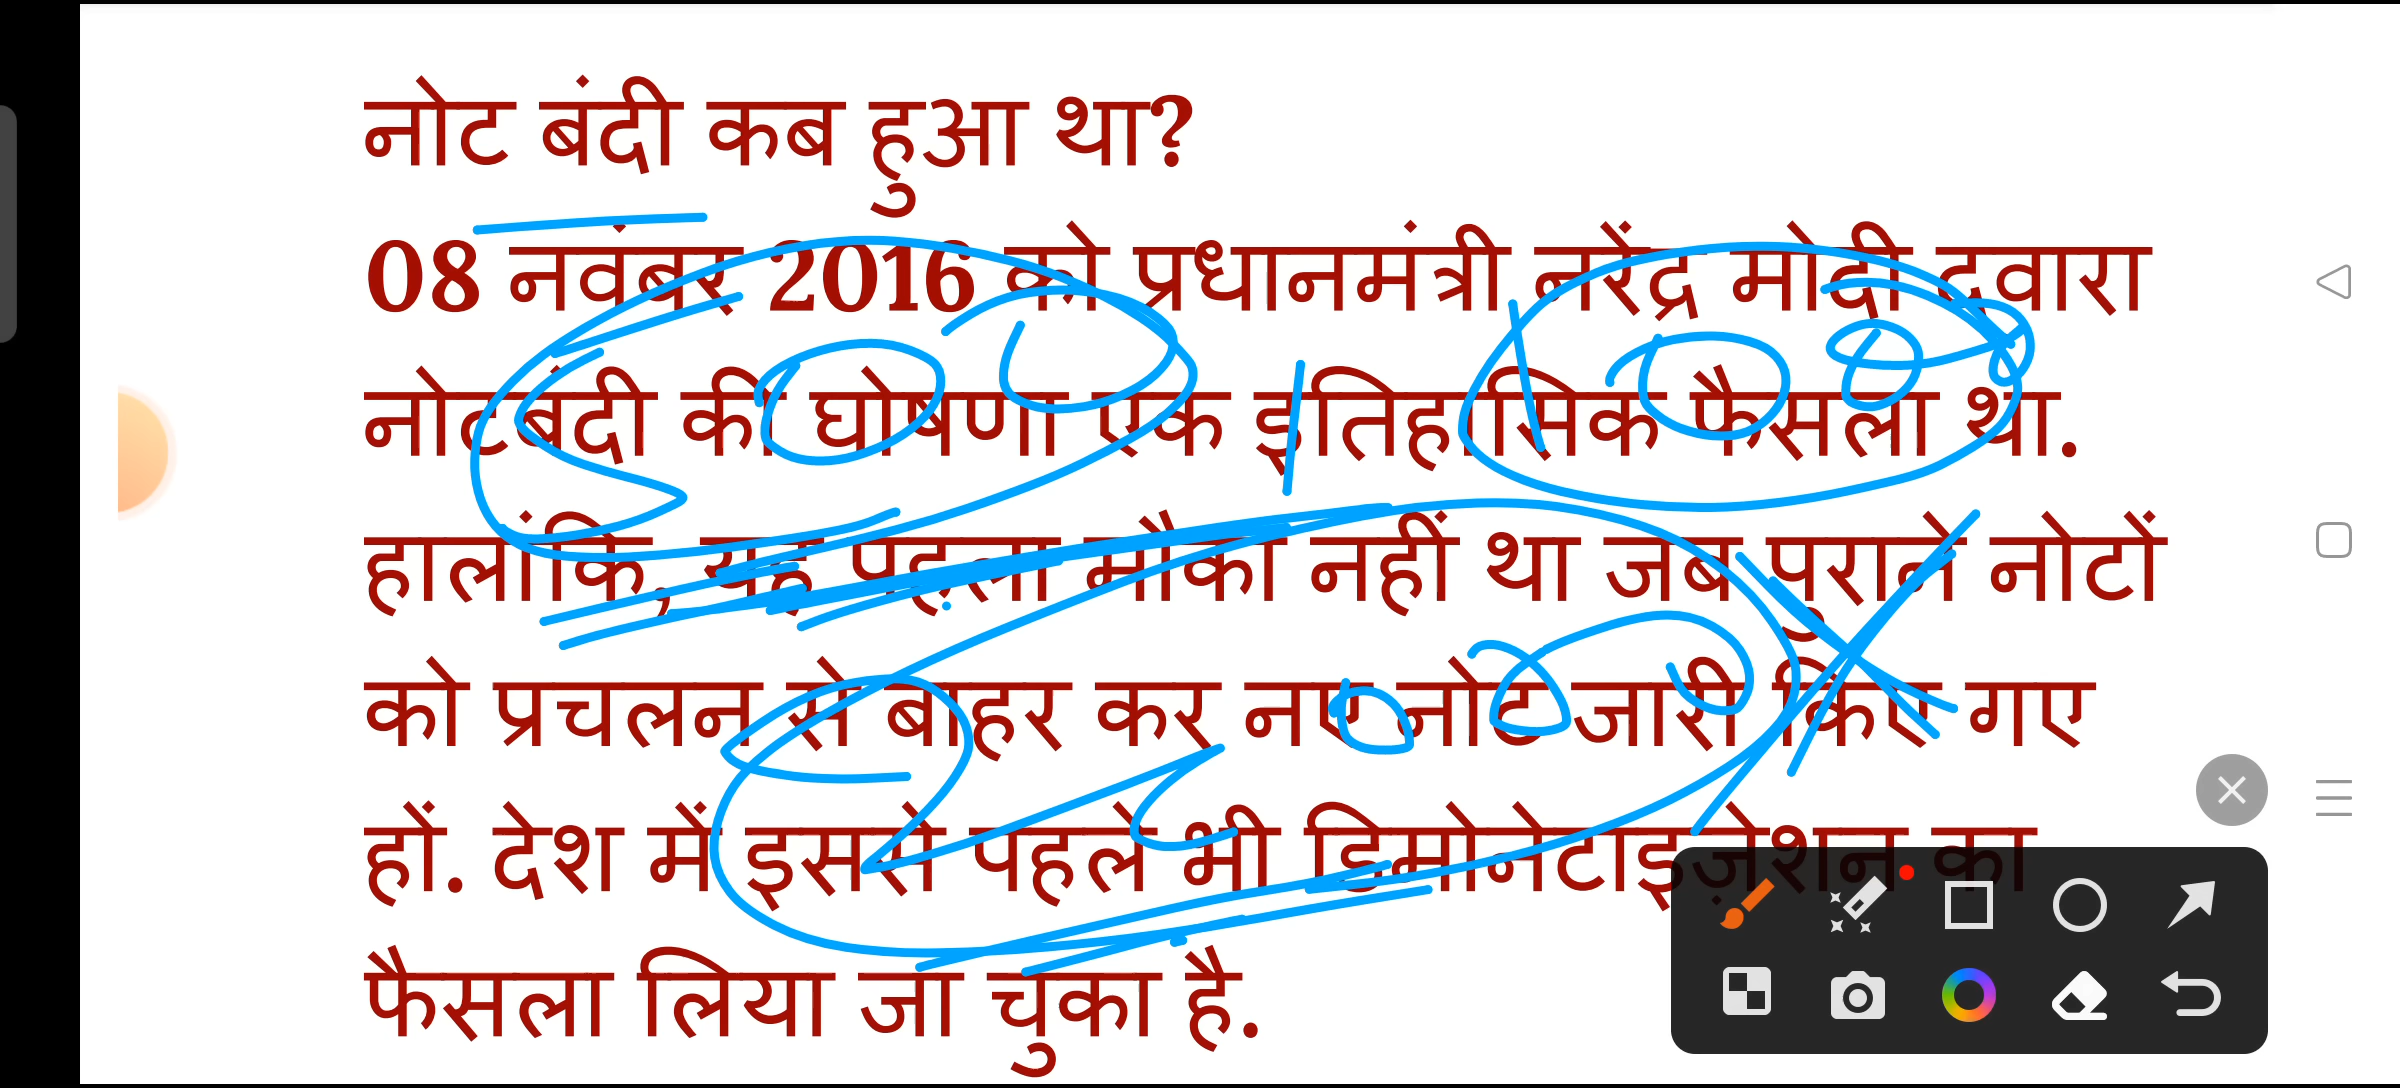 नोट बंदी कब हुआ था?
08 नवंबर 2016 को प्रधानमंत्री नरेंद्र मोदी द्वारा
नोटबंदी की घोषणा एक इतिहासिक फैसला था.
हालांकि, यह पहला मौका नहीं था जब पुराने नोटों
को प्रचलन से बाहर कर नए नोट जारी किए गए
हों. देश में इससे पहले भी डिमोनेटाइज़ेशन का
फैसला लिया जा चुका है.